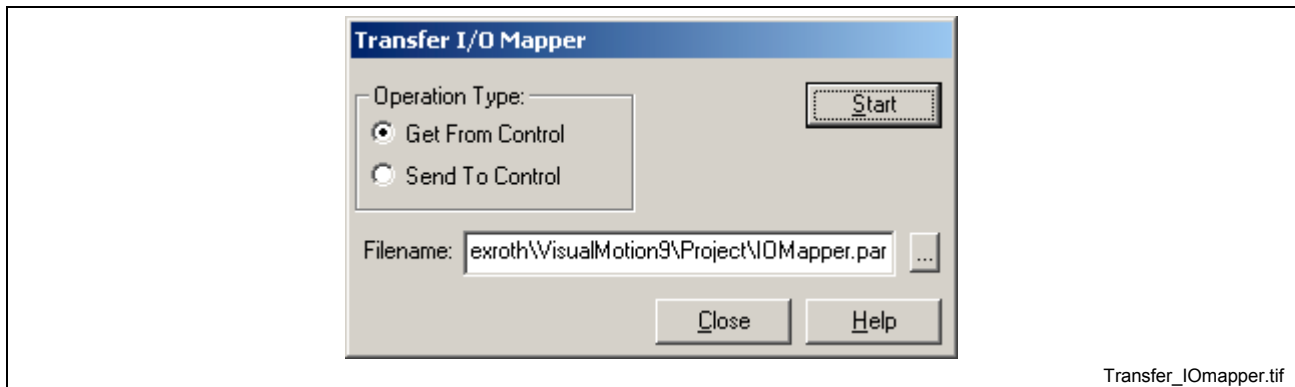 Transfer I/O Mapper
Operation Type:
Start
Get From Control
Send To Control
Filename: exroth\VisualMotion9\Project\IOMapper.par ...
Close Help
Transfer_IOmapper.tif